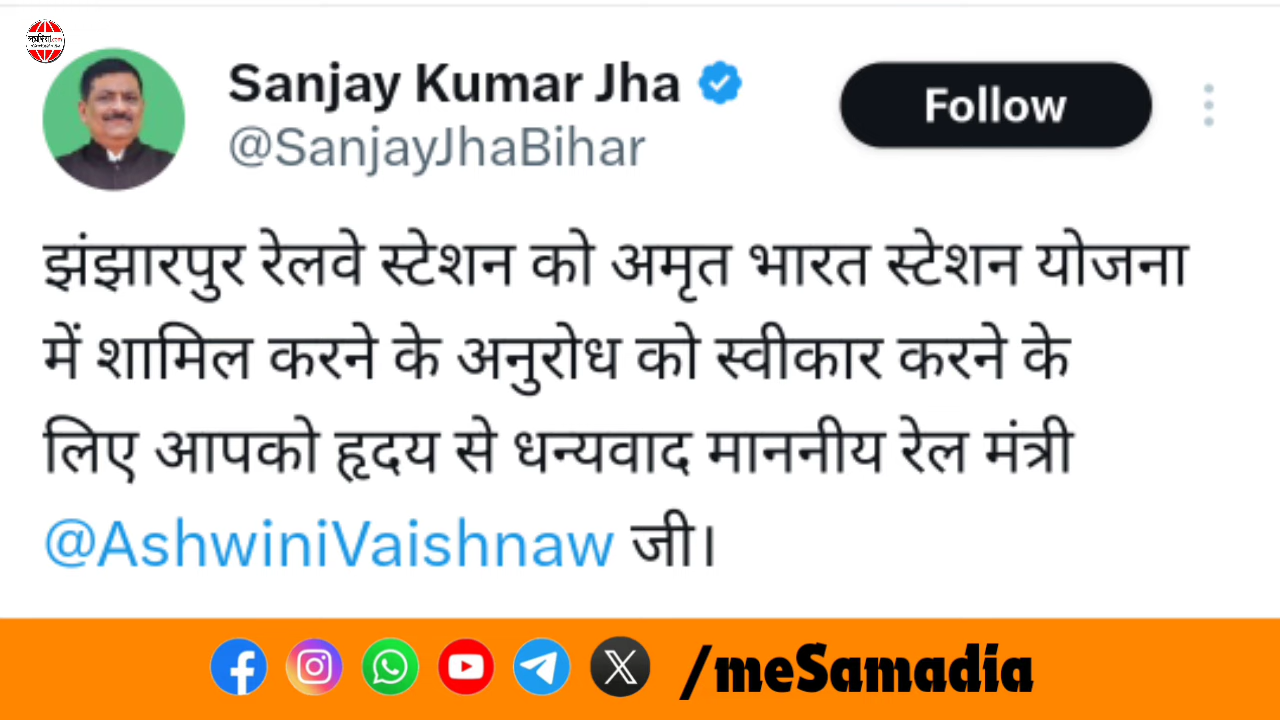 Sanjay Kumar Jha
@SanjayJhaBihar
Follow
झंझारपुर रेलवे स्टेशन को अमृत भारत स्टेशन योजना
में शामिल करने के अनुरोध को स्वीकार करने के
लिए आपको हृदय से धन्यवाद माननीय रेल मंत्री
@AshwiniVaishnaw जी।
/meSamadia